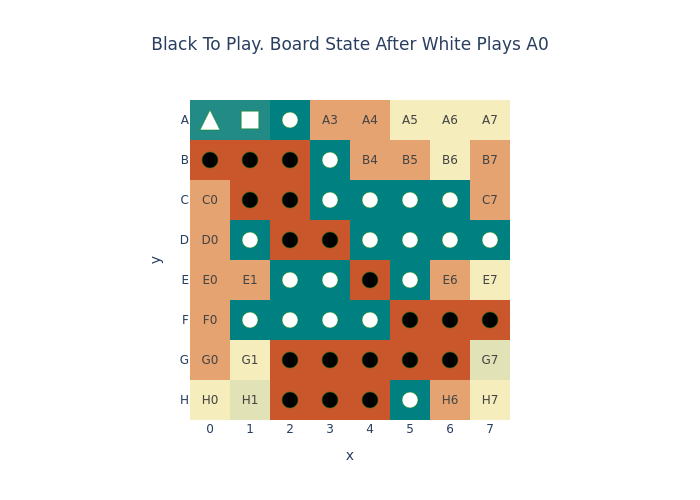 Black To Play. Board State After White Plays A0
A A3 A4 A5 A6 A7
B B4 B5 B6 B7
C C0 C7
D D0
E E0 E1 E6 E7
F F0
G G0 G1 G7
H H0 H1 H6 H7
0 1 2 3 4 5 6 7
x
y